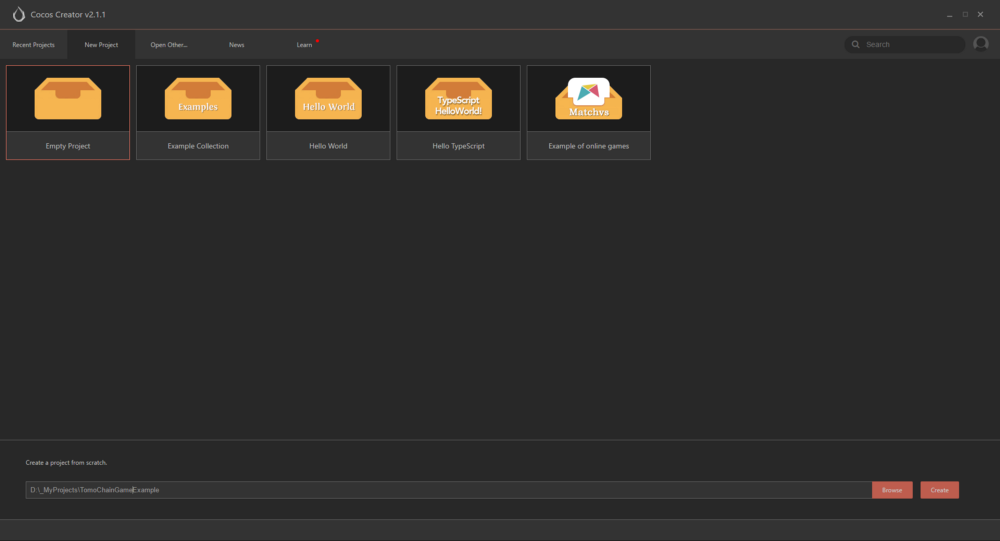 Cocos Creator v2.1.1
Recent Projects
New Project
Open Other...
News
Learn
Search
Examples
Hello World
TypeScript
HelloWorld!
Matchvs
Empty Project
Example Collection
Hello World
Hello TypeScript
Example of online games
Create a project from scratch.
D:\_MyProjects\TomoChainGameExample
Browse
Create